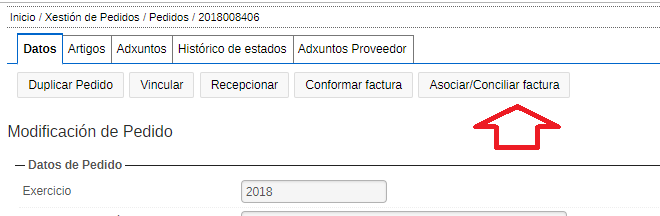 Inicio / Xestión de Pedidos / Pedidos / 2018008406
Datos Artigos Adxuntos Histórico de estados Adxuntos Proveedor
Duplicar Pedido Vincular Recepcionar Conformar factura Asociar/Conciliar factura
Modificación de Pedido
Datos de Pedido
Exercicio 2018